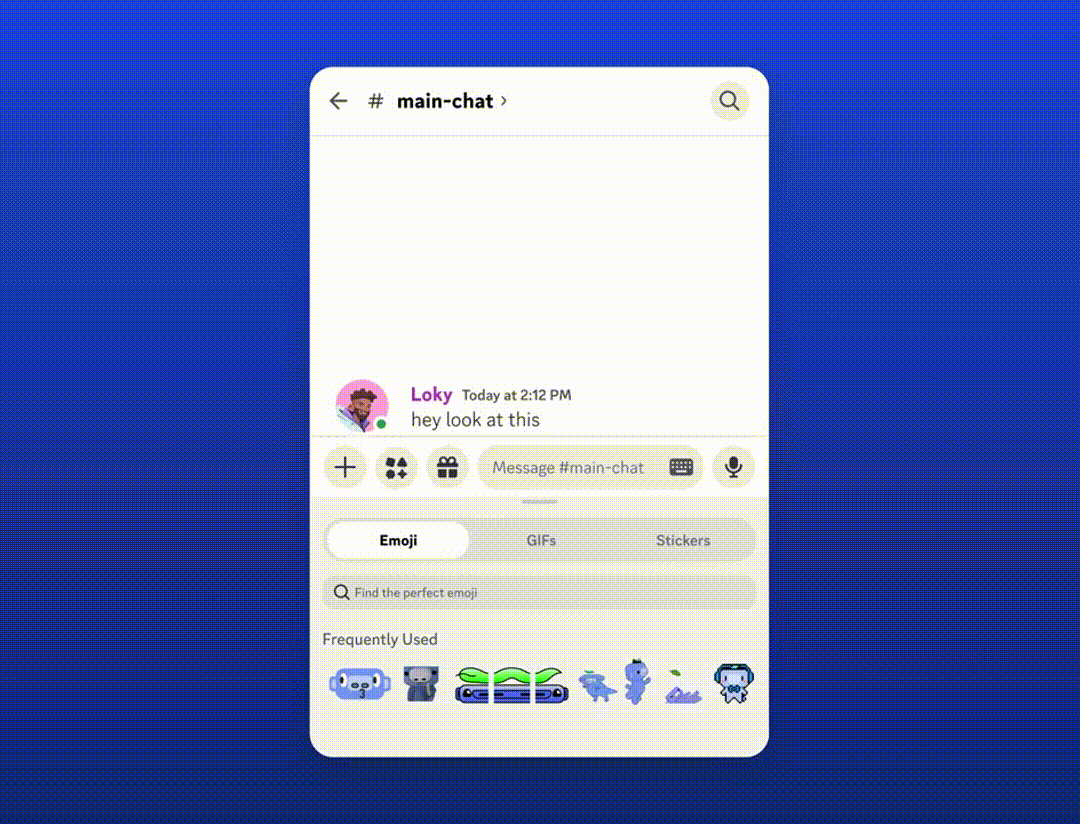 # main-chat
Loky Today at 2:12 PM
hey look at this
Message #main-chat
Emoji GIFs Stickers
Find the perfect emoji
Frequently Used